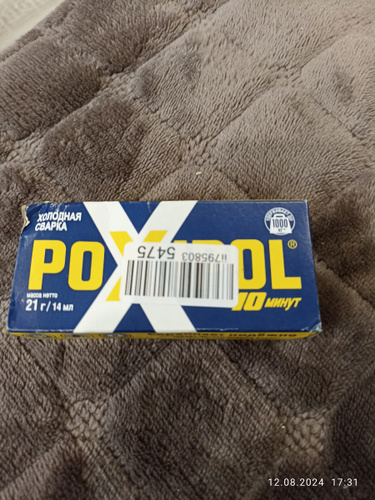 ХОЛОДНАЯ
СВАРКА
1000
POXIPOL®
#795803 5475
10 минут
масса нетто
21 г/14 мл
12.08.2024 17:31